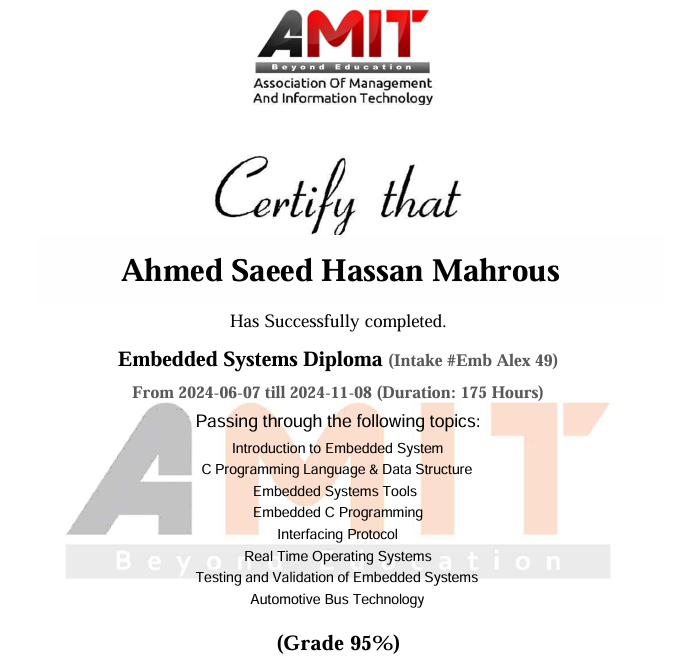 AMIT
Beyond Education
Association Of Management
And Information Technology
Certify that
Ahmed Saeed Hassan Mahrous
Has Successfully completed.
Embedded Systems Diploma (Intake #Emb Alex 49)
From 2024-06-07 till 2024-11-08 (Duration: 175 Hours)
Passing through the following topics:
Introduction to Embedded System
C Programming Language & Data Structure
Embedded Systems Tools
Embedded C Programming
Interfacing Protocol
Real Time Operating Systems
Testing and Validation of Embedded Systems
Automotive Bus Technology
AMIT
Beyond Education
(Grade 95%)